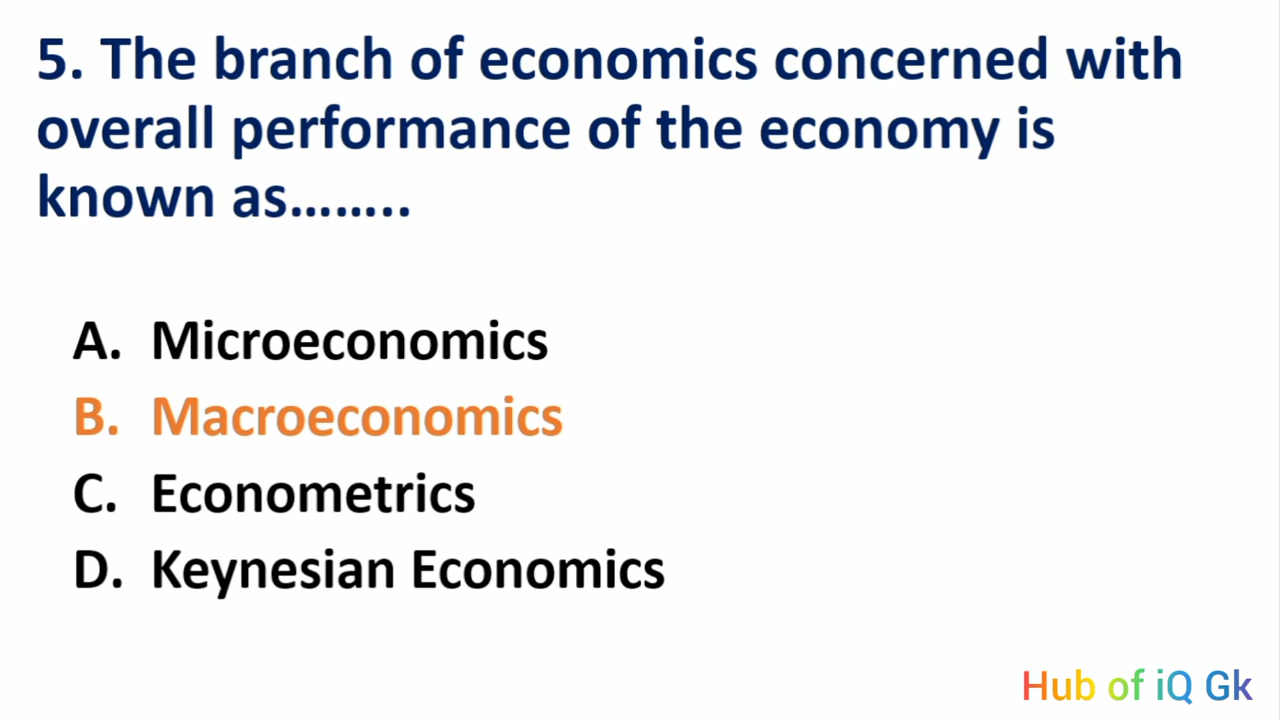 5. The branch of economics concerned with
overall performance of the economy is
known as……..
A. Microeconomics
B. Macroeconomics
C. Econometrics
D. Keynesian Economics
Hub of iQ Gk